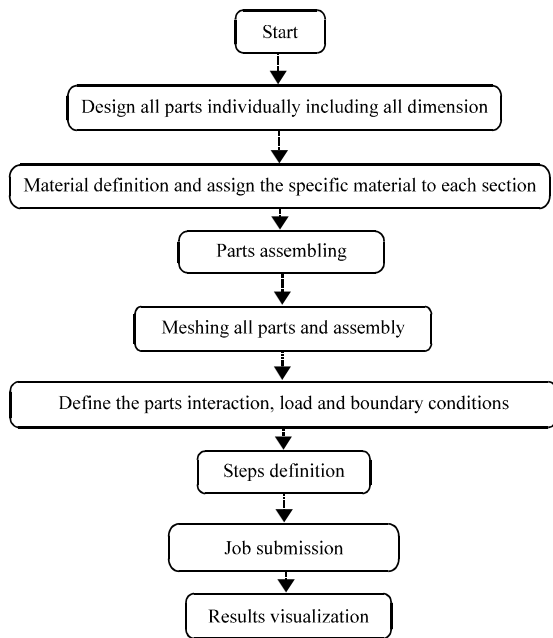 Start
Design all parts individually including all dimension
Material definition and assign the specific material to each section
Parts assembling
Meshing all parts and assembly
Define the parts interaction, load and boundary conditions
Steps definition
Job submission
Results visualization